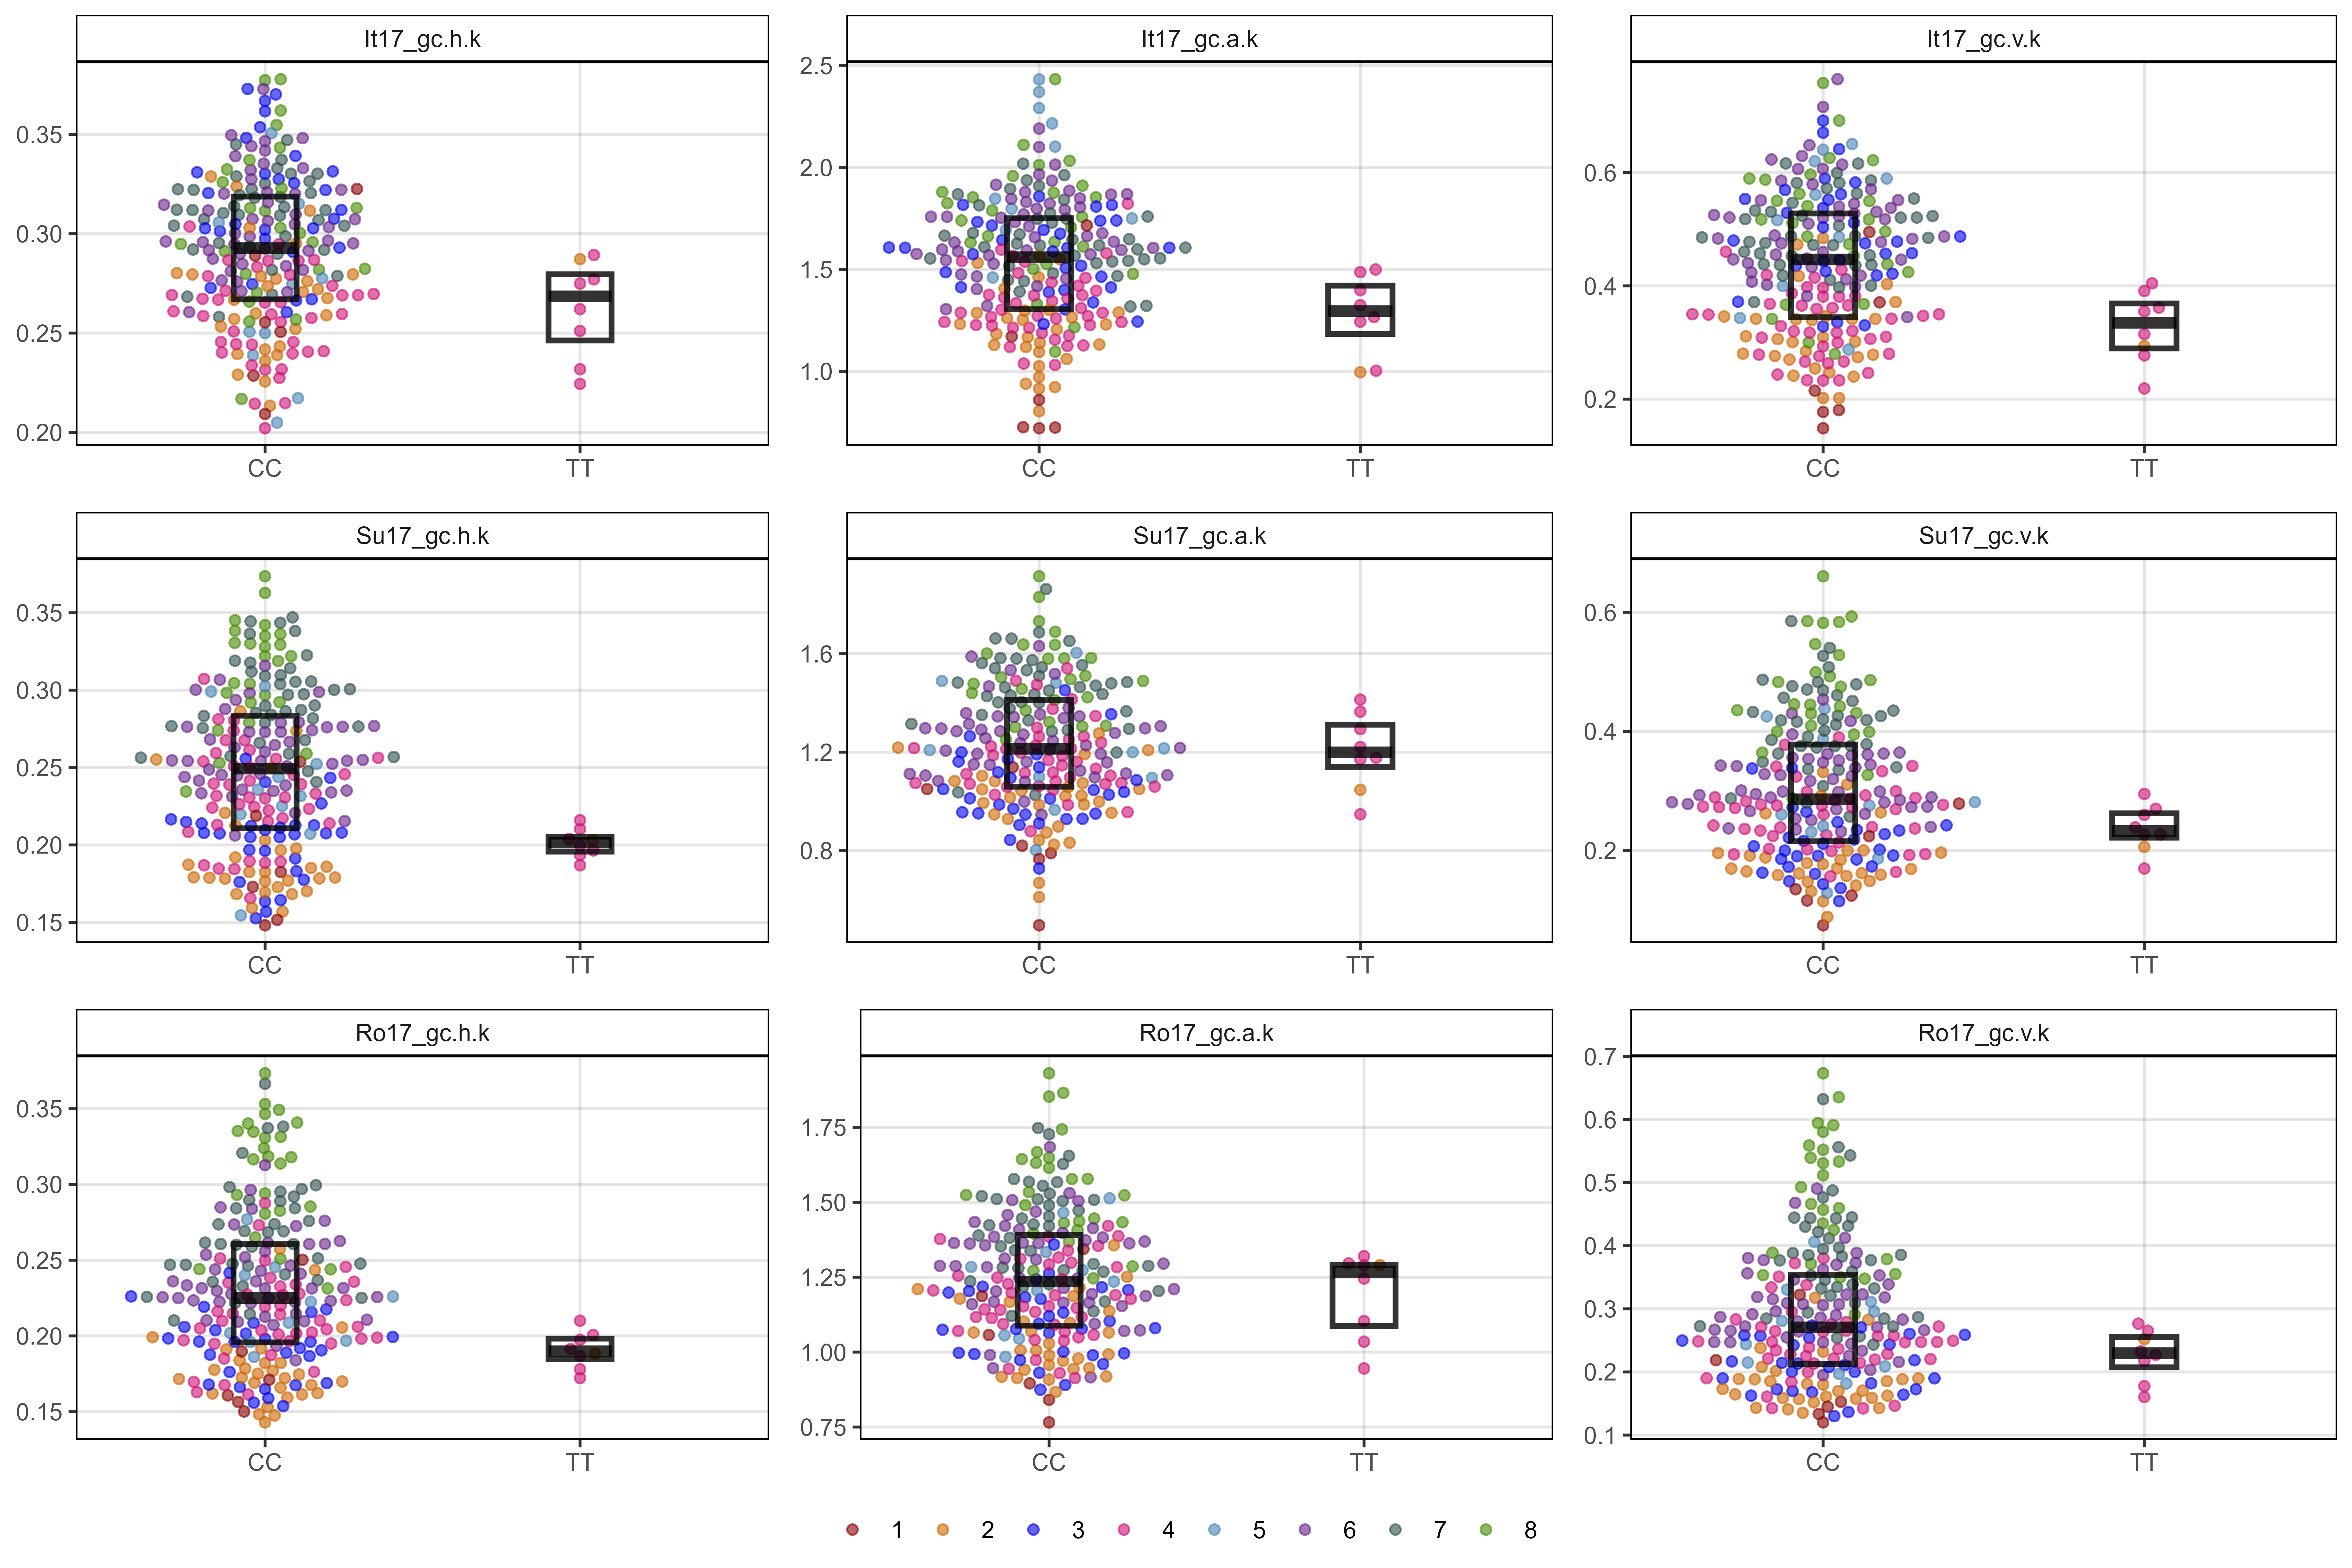 It17_gc.h.k
It17_gc.a.k
It17_gc.v.k
0.35
0.30
0.25
0.20
CC
TT
2.5
2.0
1.5
1.0
CC
TT
0.6
0.4
0.2
CC
TT
Su17_gc.h.k
Su17_gc.a.k
Su17_gc.v.k
0.35
0.30
0.25
0.20
0.15
CC
TT
1.6
1.2
0.8
CC
TT
0.6
0.4
0.2
CC
TT
Ro17_gc.h.k
Ro17_gc.a.k
Ro17_gc.v.k
0.35
0.30
0.25
0.20
0.15
CC
TT
1.75
1.50
1.25
1.00
0.75
CC
TT
0.7
0.6
0.5
0.4
0.3
0.2
0.1
CC
TT
1 2 3 4 5 6 7 8